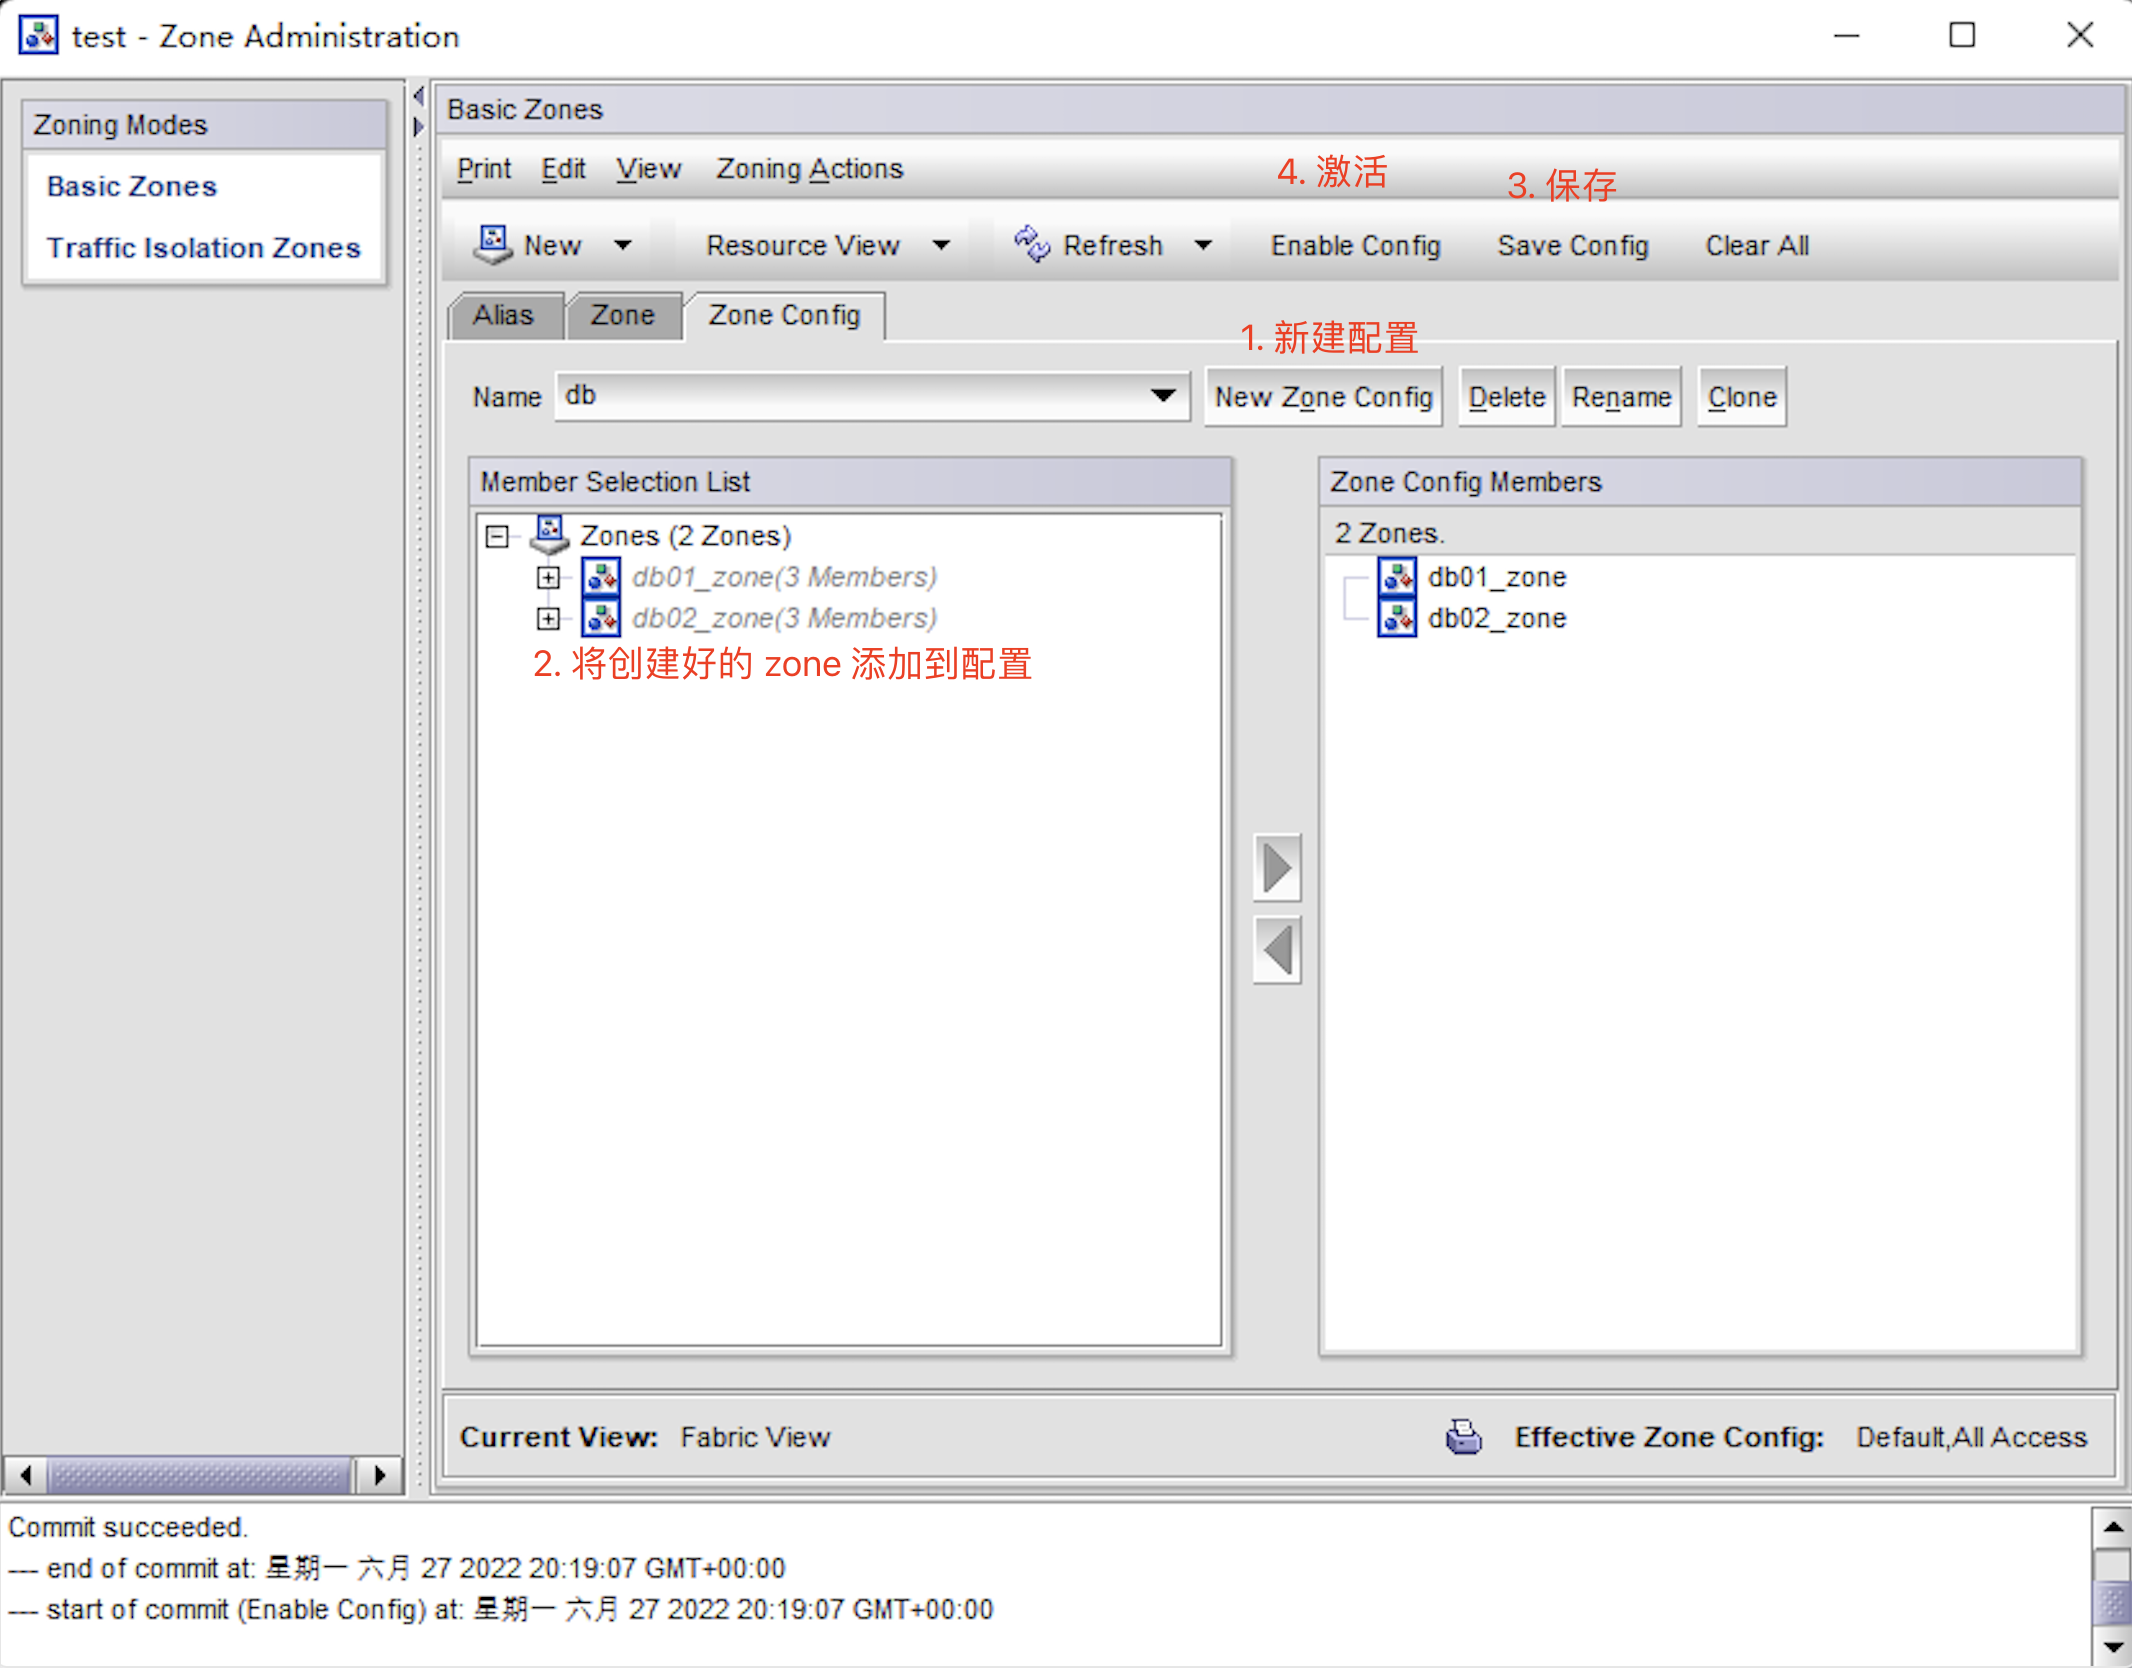 test - Zone Administration
Zoning Modes
Basic Zones
Traffic Isolation Zones
Basic Zones
Print Edit View Zoning Actions
4. 激活
3. 保存
New Resource View Refresh Enable Config Save Config Clear All
Alias Zone Zone Config
1. 新建配置
Name db New Zone Config Delete Rename Clone
Member Selection List
Zones (2 Zones)
db01_zone(3 Members)
db02_zone(3 Members)
2. 将创建好的 zone 添加到配置
Zone Config Members
2 Zones.
db01_zone
db02_zone
Current View: Fabric View
Effective Zone Config: Default,All Access
Commit succeeded.
--- end of commit at: 星期一 六月 27 2022 20:19:07 GMT+00:00
--- start of commit (Enable Config) at: 星期一 六月 27 2022 20:19:07 GMT+00:00